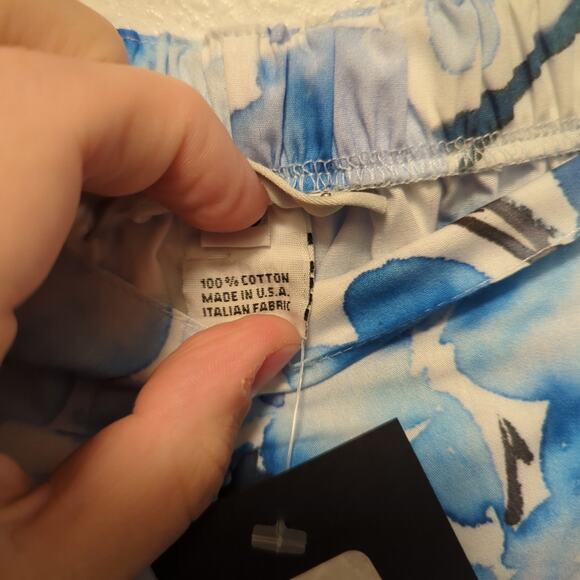 100% COTTON
MADE IN U.S.A.
ITALIAN FABRIC